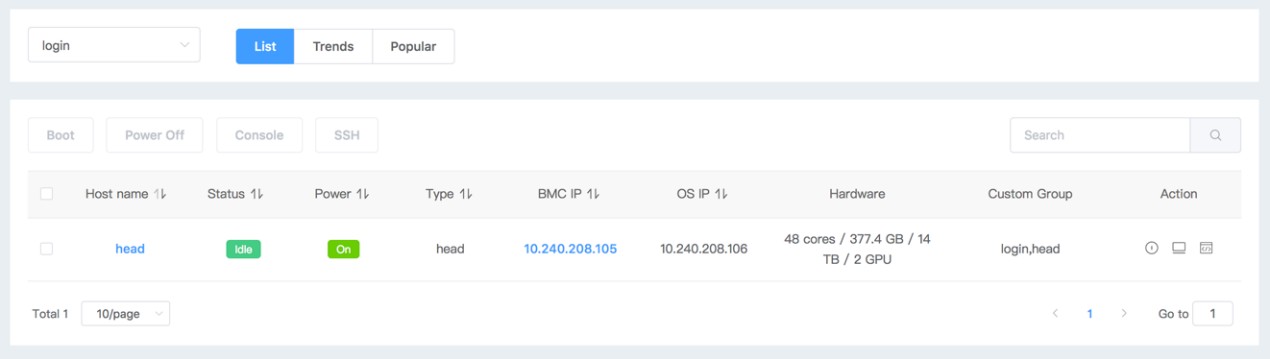 login List Trends Popular
Boot Power Off Console SSH Search
Host name Status Power Type BMC IP OS IP Hardware Custom Group Action
head Idle On head 10.240.208.105 10.240.208.106 48 cores / 377.4 GB / 14 login,head
TB / 2 GPU
Total 1 10/page 1 Go to 1